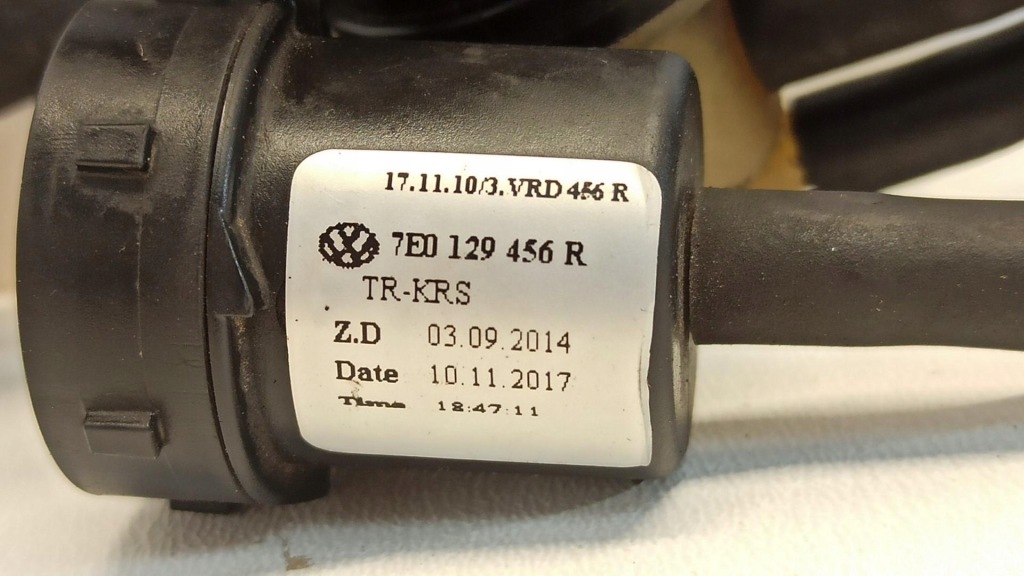 17.11.10/3.VRD 456 R
7E0 129 456 R
TR-KRS
Z.D 03.09.2014
Date 10.11.2017
Time 18:47:11